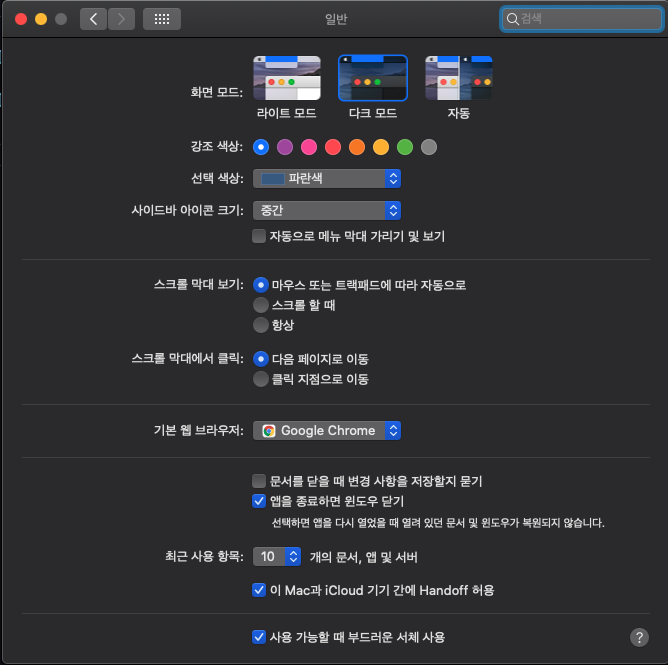 일반
검색
화면 모드:
라이트 모드
다크 모드
자동
강조 색상:
선택 색상:
파란색
사이드바 아이콘 크기:
중간
자동으로 메뉴 막대 가리기 및 보기
스크롤 막대 보기:
마우스 또는 트랙패드에 따라 자동으로
스크롤 할 때
항상
스크롤 막대에서 클릭:
다음 페이지로 이동
클릭 지점으로 이동
기본 웹 브라우저:
Google Chrome
문서를 닫을 때 변경 사항을 저장할지 묻기
앱을 종료하면 윈도우 닫기
선택하면 앱을 다시 열었을 때 열려 있던 문서 및 윈도우가 복원되지 않습니다.
최근 사용 항목:
10
개의 문서, 앱 및 서버
이 Mac과 iCloud 기기 간에 Handoff 허용
사용 가능할 때 부드러운 서체 사용
?